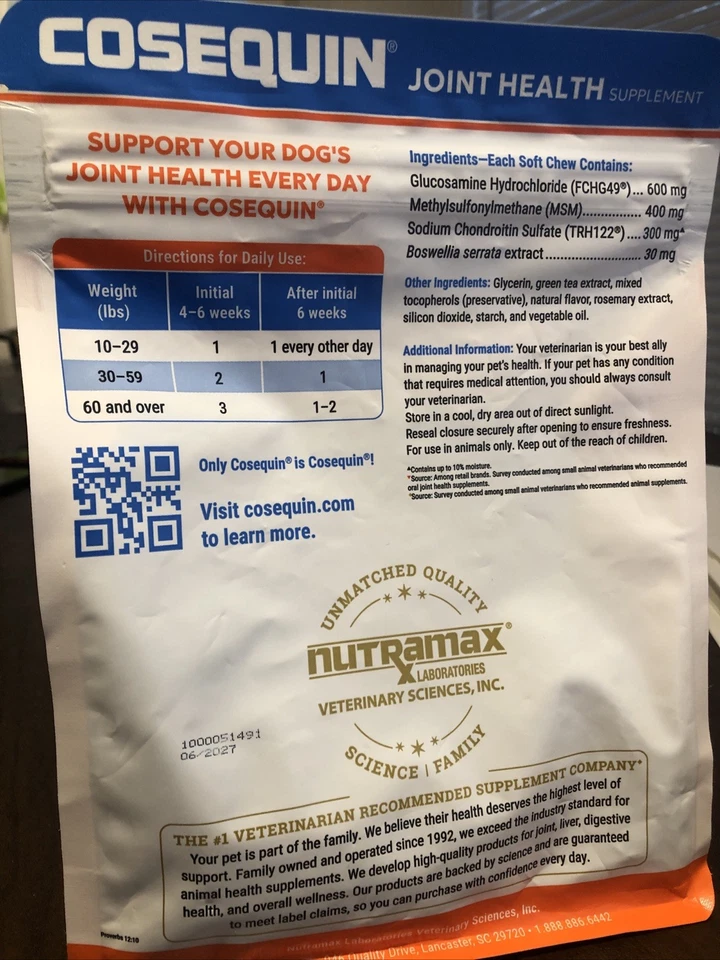 COSEQUIN® JOINT HEALTH SUPPLEMENT
SUPPORT YOUR DOG'S
JOINT HEALTH EVERY DAY
WITH COSEQUIN®
Directions for Daily Use:
Weight (lbs) Initial 4–6 weeks After initial 6 weeks
10–29 1 1 every other day
30–59 2 1
60 and over 3 1–2
Only Cosequin® is Cosequin®!
Visit cosequin.com
to learn more.
Ingredients—Each Soft Chew Contains:
Glucosamine Hydrochloride (FCHG49®)... 600 mg
Methylsulfonylmethane (MSM)............... 400 mg
Sodium Chondroitin Sulfate (TRH122®).... 300 mg▲
Boswellia serrata extract......................... 30 mg
Other Ingredients: Glycerin, green tea extract, mixed
tocopherols (preservative), natural flavor, rosemary extract,
silicon dioxide, starch, and vegetable oil.
Additional Information: Your veterinarian is your best ally
in managing your pet's health. If your pet has any condition
that requires medical attention, you should always consult
your veterinarian.
Store in a cool, dry area out of direct sunlight.
Reseal closure securely after opening to ensure freshness.
For use in animals only. Keep out of the reach of children.
▲Contains up to 10% moisture.
*Source: Among retail brands. Survey conducted among small animal veterinarians who recommended
oral joint health supplements.
Source: Survey conducted among small animal veterinarians who recommended animal supplements.
UNMATCHED QUALITY
NUTRAMAX®
LABORATORIES
VETERINARY SCIENCES, INC.
SCIENCE | FAMILY
1000051491
06/2027
THE #1 VETERINARIAN RECOMMENDED SUPPLEMENT COMPANY
Your pet is part of the family. We believe their health deserves the highest level of
support. Family owned and operated since 1992, we exceed the industry standard for
animal health supplements. We develop high-quality products for joint, liver, digestive
health, and overall wellness. Our products are backed by science and are guaranteed
to meet label claims, so you can purchase with confidence every day.
Proverbs 12:10
Nutramax Laboratories Veterinary Sciences, Inc.
Quality Drive, Lancaster, SC 29720 • 1.888.886.6442